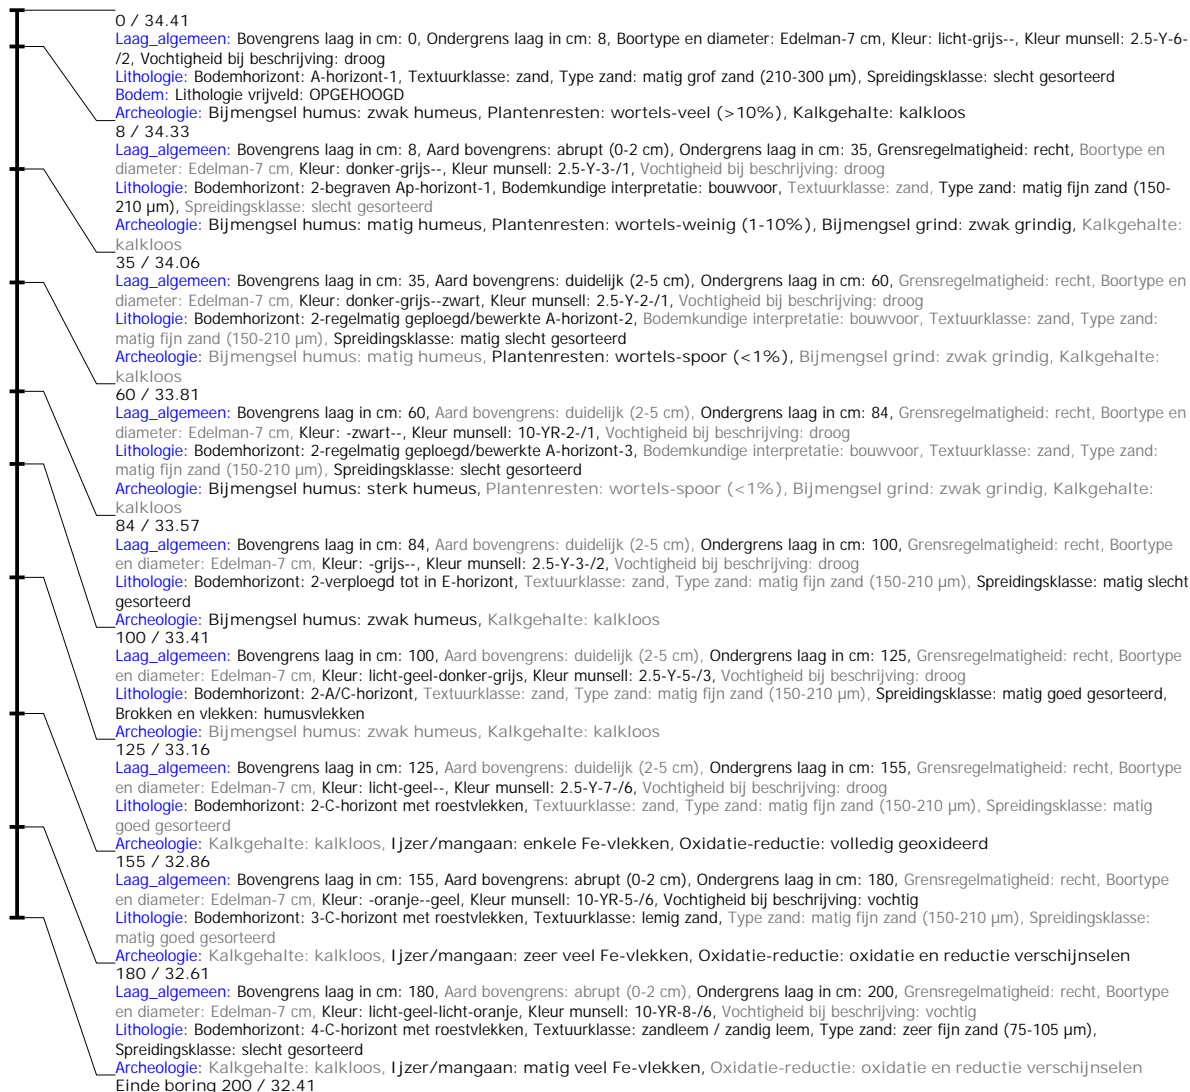 0 / 34.41
Laag_algemeen: Bovengrens laag in cm: 0, Ondergrens laag in cm: 8, Boortype en diameter: Edelman-7 cm, Kleur: licht-grijs--, Kleur munsell: 2.5-Y-6-
/2, Vochtigheid bij beschrijving: droog
Lithologie: Bodemhorizont: A-horizont-1, Textuurklasse: zand, Type zand: matig grof zand (210-300 µm), Spreidingsklasse: slecht gesorteerd
Bodem: Lithologie vrijveld: OPGEHOOGD
Archeologie: Bijmengsel humus: zwak humeus, Plantenresten: wortels-veel (>10%), Kalkgehalte: kalkloos
8 / 34.33
Laag_algemeen: Bovengrens laag in cm: 8, Aard bovengrens: abrupt (0-2 cm), Ondergrens laag in cm: 35, Grensregelmatigheid: recht, Boortype en
diameter: Edelman-7 cm, Kleur: donker-grijs--, Kleur munsell: 2.5-Y-3-/1, Vochtigheid bij beschrijving: droog
Lithologie: Bodemhorizont: 2-begraven Ap-horizont-1, Bodemkundige interpretatie: bouwvoor, Textuurklasse: zand, Type zand: matig fijn zand (150-
210 µm), Spreidingsklasse: slecht gesorteerd
Archeologie: Bijmengsel humus: matig humeus, Plantenresten: wortels-weinig (1-10%), Bijmengsel grind: zwak grindig, Kalkgehalte:
kalkloos
35 / 34.06
Laag_algemeen: Bovengrens laag in cm: 35, Aard bovengrens: duidelijk (2-5 cm), Ondergrens laag in cm: 60, Grensregelmatigheid: recht, Boortype en
diameter: Edelman-7 cm, Kleur: donker-grijs--zwart, Kleur munsell: 2.5-Y-2-/1, Vochtigheid bij beschrijving: droog
Lithologie: Bodemhorizont: 2-regelmatig geploegd/bewerkte A-horizont-2, Bodemkundige interpretatie: bouwvoor, Textuurklasse: zand, Type zand:
matig fijn zand (150-210 µm), Spreidingsklasse: matig slecht gesorteerd
Archeologie: Bijmengsel humus: matig humeus, Plantenresten: wortels-spoor (<1%), Bijmengsel grind: zwak grindig, Kalkgehalte:
kalkloos
60 / 33.81
Laag_algemeen: Bovengrens laag in cm: 60, Aard bovengrens: duidelijk (2-5 cm), Ondergrens laag in cm: 84, Grensregelmatigheid: recht, Boortype en
diameter: Edelman-7 cm, Kleur: -zwart--, Kleur munsell: 10-YR-2-/1, Vochtigheid bij beschrijving: droog
Lithologie: Bodemhorizont: 2-regelmatig geploegd/bewerkte A-horizont-3, Bodemkundige interpretatie: bouwvoor, Textuurklasse: zand, Type zand:
matig fijn zand (150-210 µm), Spreidingsklasse: slecht gesorteerd
Archeologie: Bijmengsel humus: sterk humeus, Plantenresten: wortels-spoor (<1%), Bijmengsel grind: zwak grindig, Kalkgehalte:
kalkloos
84 / 33.57
Laag_algemeen: Bovengrens laag in cm: 84, Aard bovengrens: duidelijk (2-5 cm), Ondergrens laag in cm: 100, Grensregelmatigheid: recht, Boortype
en diameter: Edelman-7 cm, Kleur: -grijs--, Kleur munsell: 2.5-Y-3-/2, Vochtigheid bij beschrijving: droog
Lithologie: Bodemhorizont: 2-verploegd tot in E-horizont, Textuurklasse: zand, Type zand: matig fijn zand (150-210 µm), Spreidingsklasse: matig slecht
gesorteerd
Archeologie: Bijmengsel humus: zwak humeus, Kalkgehalte: kalkloos
100 / 33.41
Laag_algemeen: Bovengrens laag in cm: 100, Aard bovengrens: duidelijk (2-5 cm), Ondergrens laag in cm: 125, Grensregelmatigheid: recht, Boortype
en diameter: Edelman-7 cm, Kleur: licht-geel-donker-grijs, Kleur munsell: 2.5-Y-5-/3, Vochtigheid bij beschrijving: droog
Lithologie: Bodemhorizont: 2-A/C-horizont, Textuurklasse: zand, Type zand: matig fijn zand (150-210 µm), Spreidingsklasse: matig goed gesorteerd,
Brokken en vlekken: humusvlekken
Archeologie: Bijmengsel humus: zwak humeus, Kalkgehalte: kalkloos
125 / 33.16
Laag_algemeen: Bovengrens laag in cm: 125, Aard bovengrens: duidelijk (2-5 cm), Ondergrens laag in cm: 155, Grensregelmatigheid: recht, Boortype
en diameter: Edelman-7 cm, Kleur: licht-geel--, Kleur munsell: 2.5-Y-7-/6, Vochtigheid bij beschrijving: droog
Lithologie: Bodemhorizont: 2-C-horizont met roestvlekken, Textuurklasse: zand, Type zand: matig fijn zand (150-210 µm), Spreidingsklasse: matig
goed gesorteerd
Archeologie: Kalkgehalte: kalkloos, Ijzer/mangaan: enkele Fe-vlekken, Oxidatie-reductie: volledig geoxideerd
155 / 32.86
Laag_algemeen: Bovengrens laag in cm: 155, Aard bovengrens: abrupt (0-2 cm), Ondergrens laag in cm: 180, Grensregelmatigheid: recht, Boortype
en diameter: Edelman-7 cm, Kleur: -oranje--geel, Kleur munsell: 10-YR-5-/6, Vochtigheid bij beschrijving: vochtig
Lithologie: Bodemhorizont: 3-C-horizont met roestvlekken, Textuurklasse: lemig zand, Type zand: matig fijn zand (150-210 µm), Spreidingsklasse:
matig goed gesorteerd
Archeologie: Kalkgehalte: kalkloos, Ijzer/mangaan: zeer veel Fe-vlekken, Oxidatie-reductie: oxidatie en reductie verschijnselen
180 / 32.61
Laag_algemeen: Bovengrens laag in cm: 180, Aard bovengrens: abrupt (0-2 cm), Ondergrens laag in cm: 200, Grensregelmatigheid: recht, Boortype
en diameter: Edelman-7 cm, Kleur: licht-geel-licht-oranje, Kleur munsell: 10-YR-8-/6, Vochtigheid bij beschrijving: vochtig
Lithologie: Bodemhorizont: 4-C-horizont met roestvlekken, Textuurklasse: zandleem / zandig leem, Type zand: zeer fijn zand (75-105 µm),
Spreidingsklasse: slecht gesorteerd
Archeologie: Kalkgehalte: kalkloos, Ijzer/mangaan: matig veel Fe-vlekken, Oxidatie-reductie: oxidatie en reductie verschijnselen
Einde boring 200 / 32.41